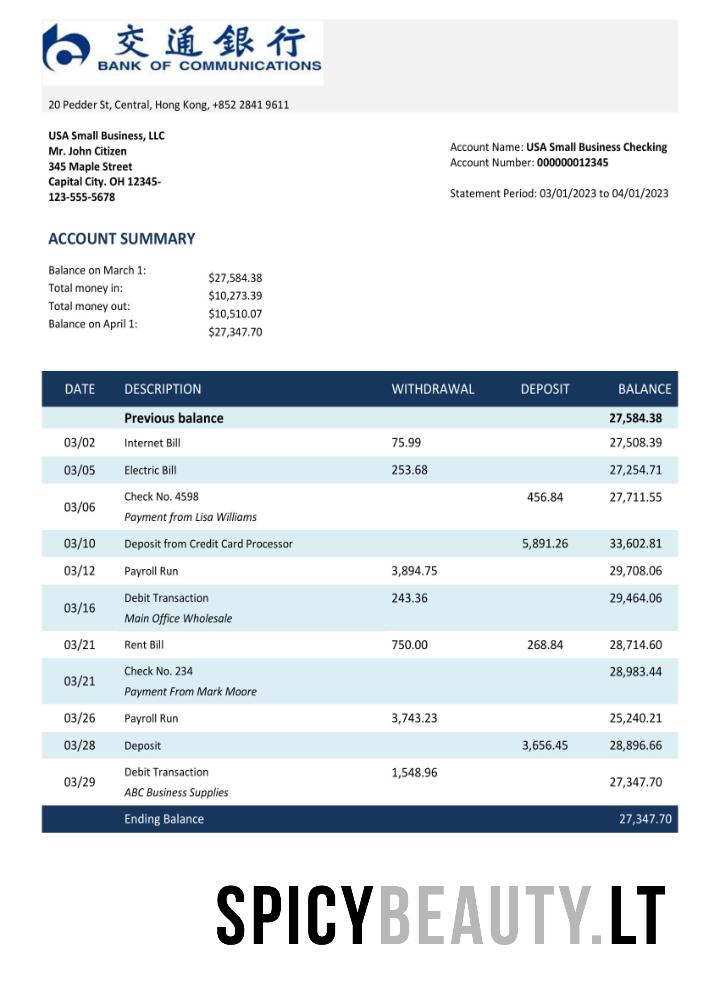 交通銀行
BANK OF COMMUNICATIONS
20 Pedder St, Central, Hong Kong, +852 2841 9611
USA Small Business, LLC
Mr. John Citizen
345 Maple Street
Capital City. OH 12345-
123-555-5678
Account Name: USA Small Business Checking
Account Number: 000000012345
Statement Period: 03/01/2023 to 04/01/2023
ACCOUNT SUMMARY
Balance on March 1: $27,584.38
Total money in: $10,273.39
Total money out: $10,510.07
Balance on April 1: $27,347.70
DATE DESCRIPTION WITHDRAWAL DEPOSIT BALANCE
Previous balance 27,584.38
03/02 Internet Bill 75.99 27,508.39
03/05 Electric Bill 253.68 27,254.71
03/06 Check No. 4598 456.84 27,711.55
Payment from Lisa Williams
03/10 Deposit from Credit Card Processor 5,891.26 33,602.81
03/12 Payroll Run 3,894.75 29,708.06
03/16 Debit Transaction 243.36 29,464.06
Main Office Wholesale
03/21 Rent Bill 750.00 268.84 28,714.60
03/21 Check No. 234 28,983.44
Payment From Mark Moore
03/26 Payroll Run 3,743.23 25,240.21
03/28 Deposit 3,656.45 28,896.66
03/29 Debit Transaction 1,548.96 27,347.70
ABC Business Supplies
Ending Balance 27,347.70
SPICYBEAUTY.LT